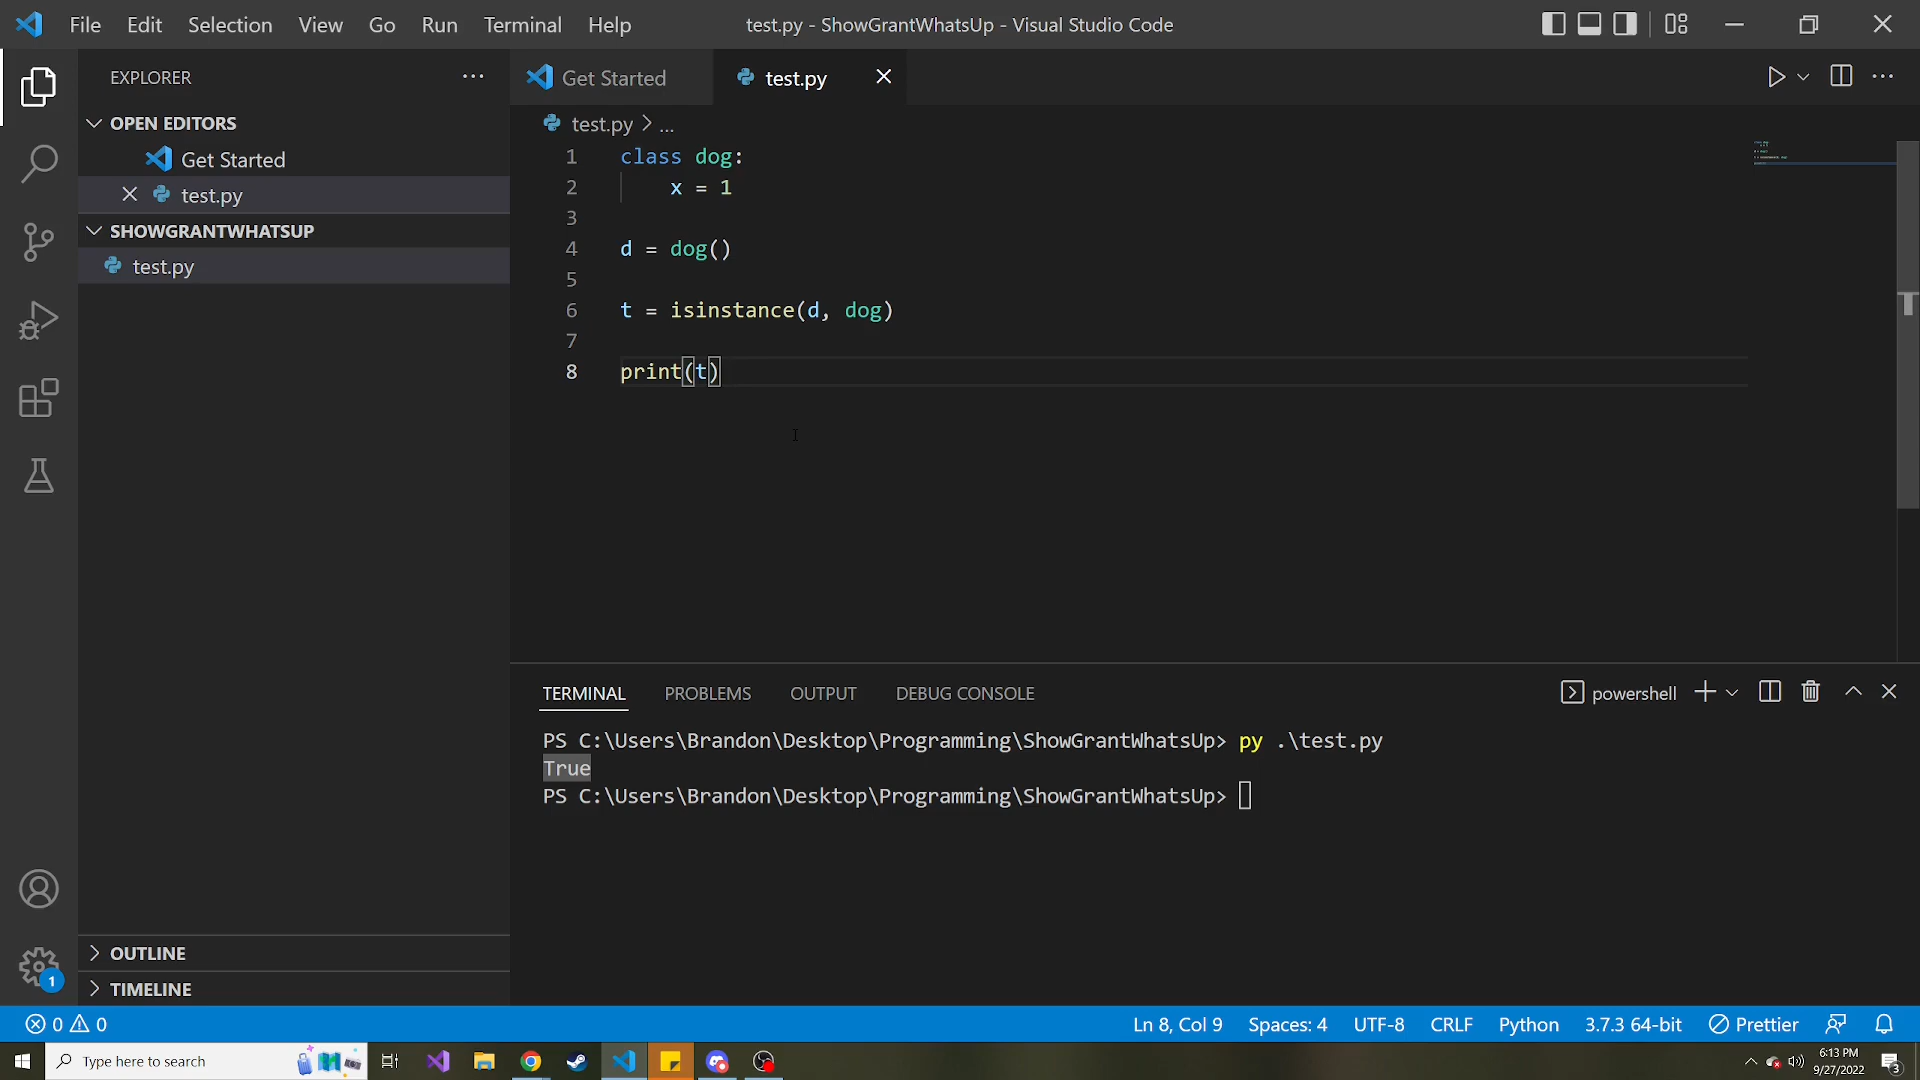 File Edit Selection View Go Run Terminal Help
test.py - ShowGrantWhatsUp - Visual Studio Code
EXPLORER
Get Started
test.py
OPEN EDITORS
Get Started
test.py
SHOWGRANTWHATSUP
test.py
test.py > ...
1 class dog:
2 x = 1
3
4 d = dog()
5
6 t = isinstance(d, dog)
7
8 print(t)
TERMINAL PROBLEMS OUTPUT DEBUG CONSOLE
powershell
PS C:\Users\Brandon\Desktop\Programming\ShowGrantWhatsUp> py .\test.py
True
PS C:\Users\Brandon\Desktop\Programming\ShowGrantWhatsUp>
OUTLINE
TIMELINE
1
0 0
Ln 8, Col 9 Spaces: 4 UTF-8 CRLF Python 3.7.3 64-bit Prettier
Type here to search
6:13 PM
9/27/2022
3